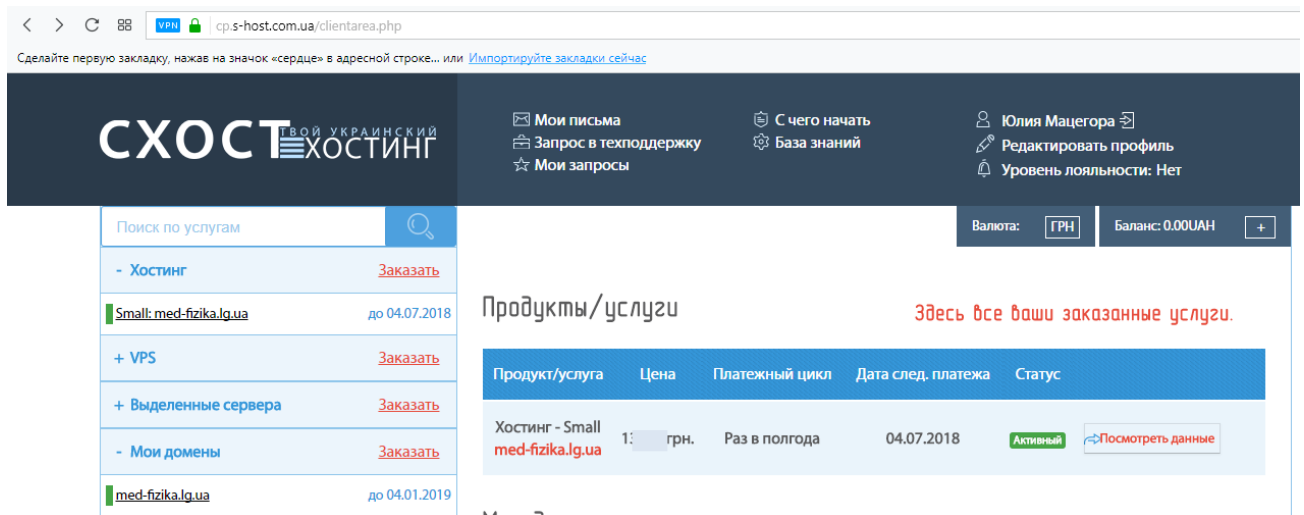 VPN cp.s-host.com.ua/clientarea.php
Сделайте первую закладку, нажав на значок «сердце» в адресной строке... или Импортируйте закладки сейчас
СХОСТ
ТВОЙ УКРАИНСКИЙ
ХОСТИНГ
Мои письма
Запрос в техподдержку
Мои запросы
С чего начать
База знаний
Юлия Мацегора
Редактировать профиль
Уровень лояльности: Нет
Поиск по услугам
Валюта: ГРН Баланс: 0.00UAH +
- Хостинг Заказать
Small: med-fizika.lg.ua до 04.07.2018
+ VPS Заказать
+ Выделенные сервера Заказать
- Мои домены Заказать
med-fizika.lg.ua до 04.01.2019
Продукты/услуги
Здесь все ваши заказанные услуги.
Продукт/услуга Цена Платежный цикл Дата след. платежа Статус
Хостинг - Small
med-fizika.lg.ua
грн. Раз в полгода 04.07.2018 Активный Посмотреть данные